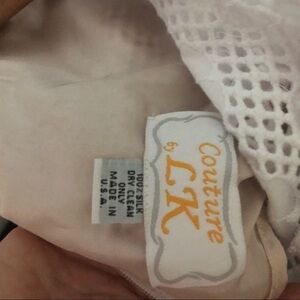 Couture
by
LK
100% SILK
DRY CLEAN
ONLY
MADE IN
U.S.A.